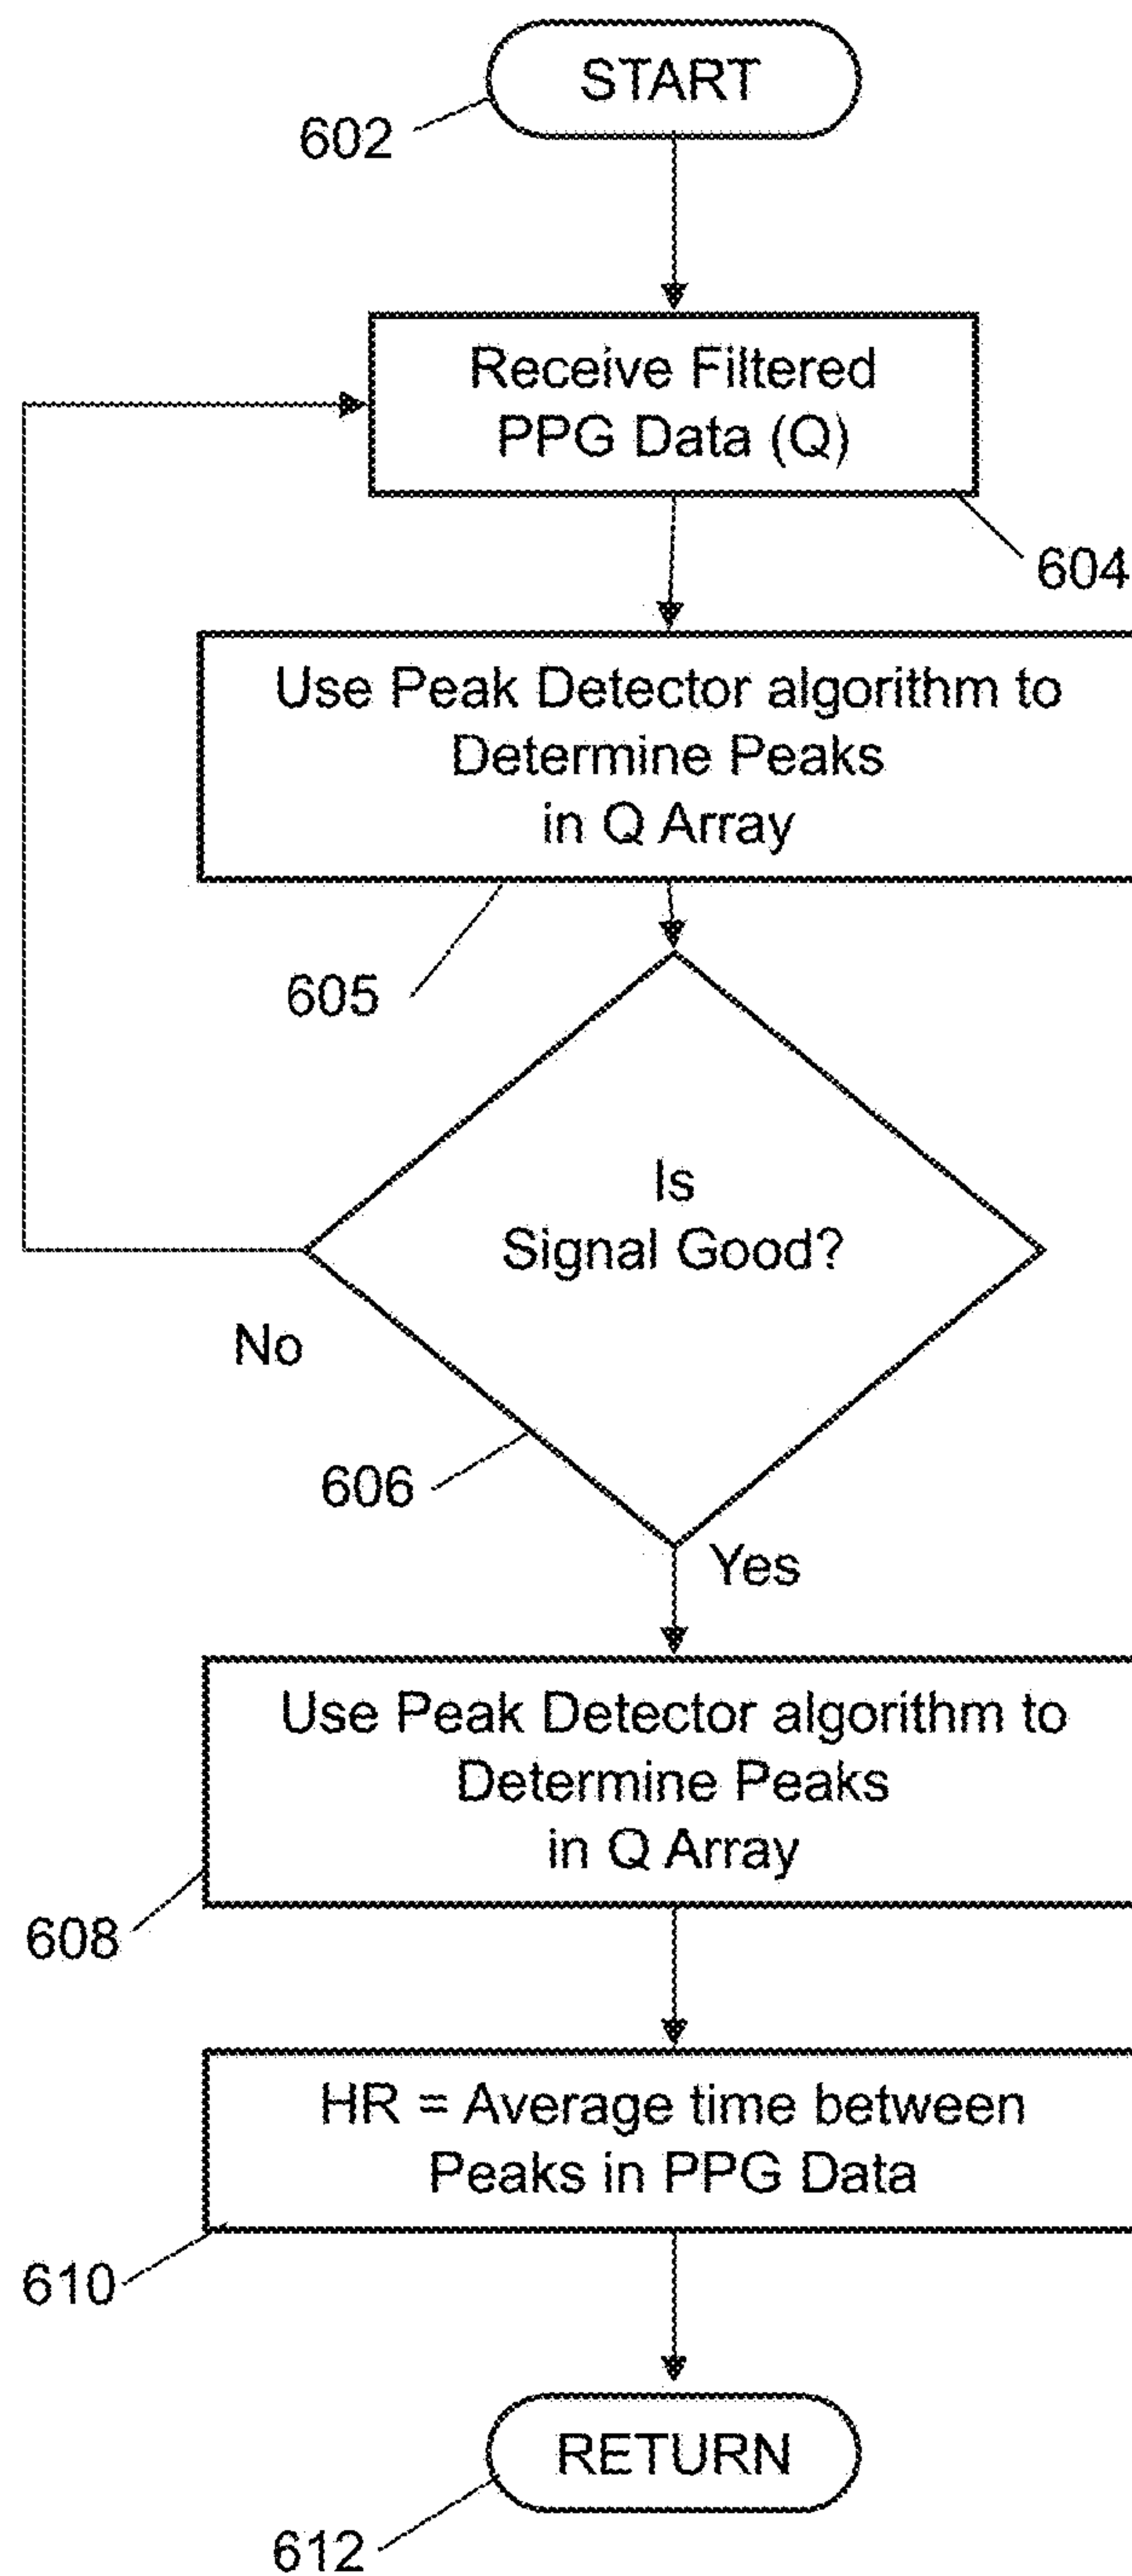 START
602
Receive Filtered
PPG Data (Q)
604
Use Peak Detector algorithm to
Determine Peaks
in Q Array
605
Is
Signal Good?
No
606
Yes
Use Peak Detector algorithm to
Determine Peaks
in Q Array
608
HR = Average time between
Peaks in PPG Data
610
RETURN
612